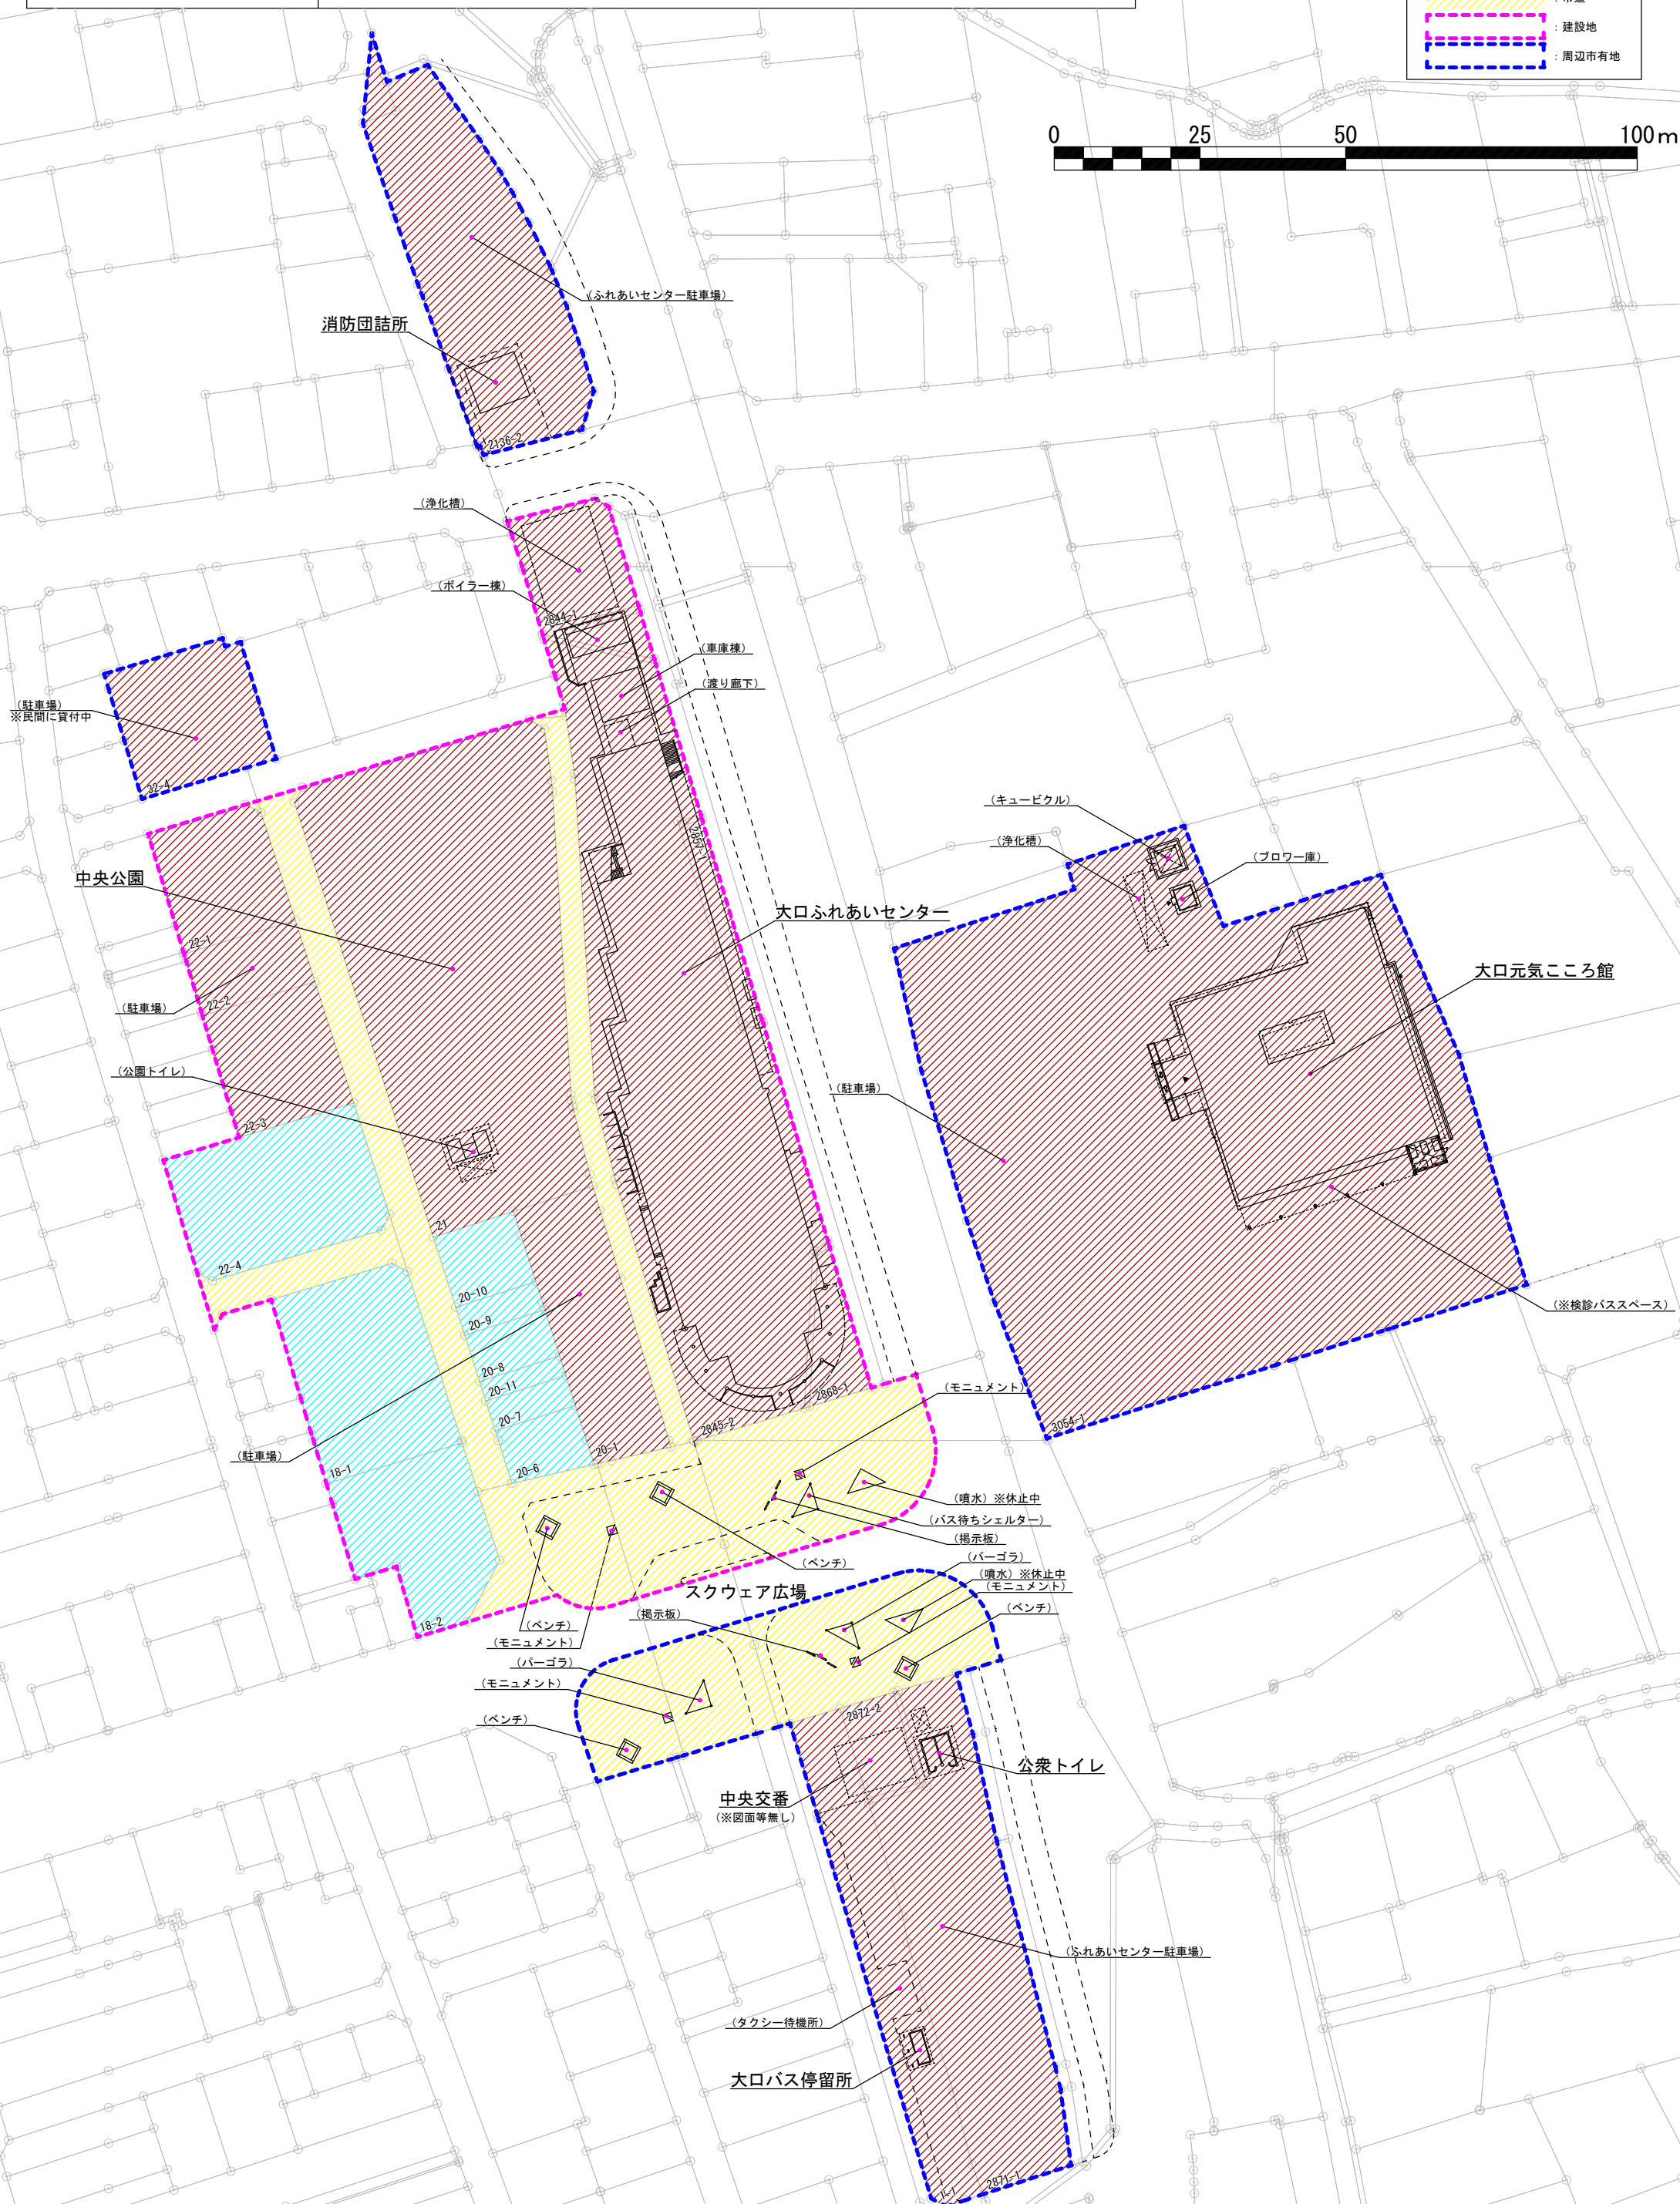 ：建設地
：周辺市有地
0 25 50 100m
（ふれあいセンター駐車場）
消防団詰所
2136-2
（浄化槽）
（ボイラー棟）
2844-1
（車庫棟）
（渡り廊下）
（駐車場）
※民間に貸付中
32-4
（キュービクル）
（浄化槽）
（ブロワー庫）
2867-1
中央公園
大口ふれあいセンター
22-1
大口元気こころ館
22-2
（駐車場）
（公園トイレ）
（駐車場）
22-3
21
22-4
20-10
20-9
（※検診バススペース）
20-8
20-11
2868-1
（モニュメント）
20-7
2845-2
3054-1
（駐車場）
20-1
18-1
20-6
（噴水）※休止中
（バス待ちシェルター）
（掲示板）
（ベンチ）
（パーゴラ）
（噴水）※休止中
（モニュメント）
スクウェア広場
（ベンチ）
（掲示板）
18-2
（ベンチ）
（モニュメント）
（パーゴラ）
（モニュメント）
（ベンチ）
2872-2
公衆トイレ
中央交番
（※図面等無し）
（ふれあいセンター駐車場）
（タクシー待機所）
大口バス停留所
2871-1
14-1